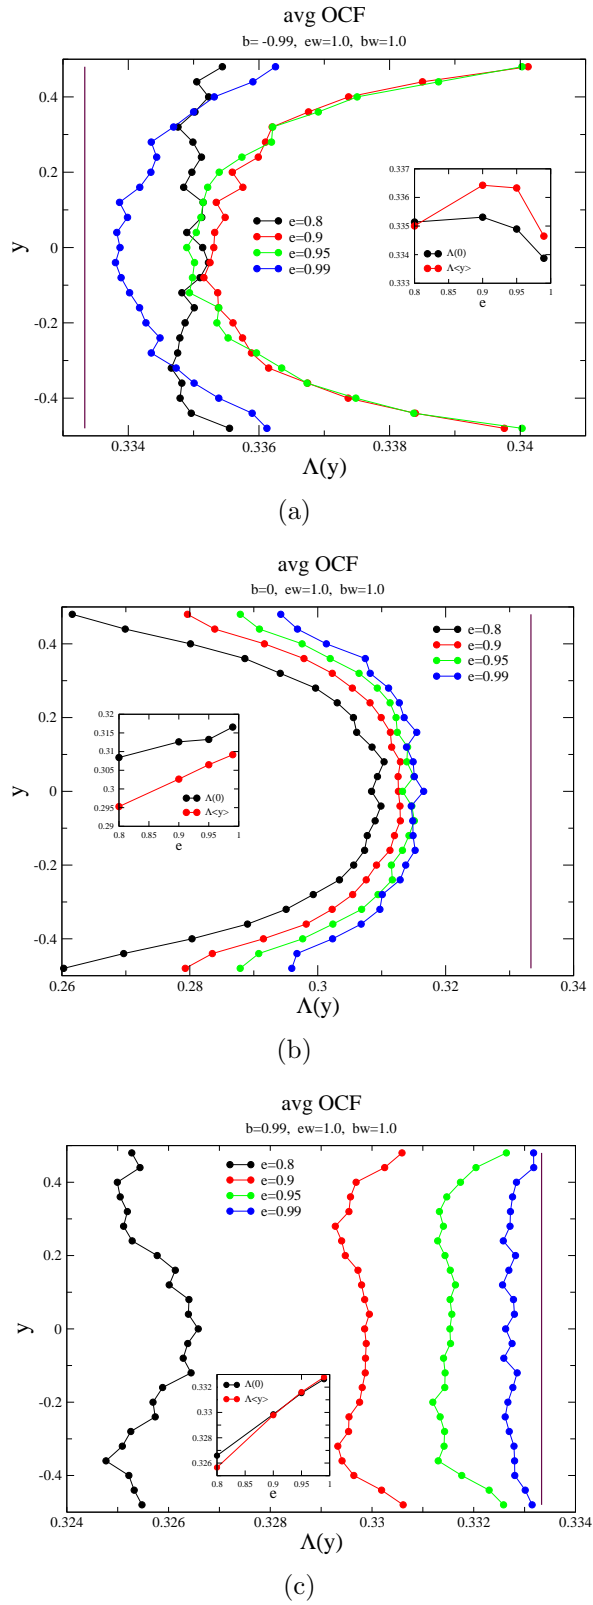 avg OCF
b= -0.99, ew=1.0, bw=1.0
0.4
0.2
0
-0.2
-0.4
y
e=0.8
e=0.9
e=0.95
e=0.99
0.337
0.336
0.335
0.334
0.333
Λ(0)
Λ<y>
0.8 0.85 0.9 0.95 1
e
0.334 0.336 0.338 0.34
Λ(y)
(a)
avg OCF
b=0, ew=1.0, bw=1.0
0.4
0.2
0
-0.2
-0.4
y
e=0.8
e=0.9
e=0.95
e=0.99
0.32
0.315
0.31
0.305
0.3
0.295
0.29
Λ(0)
Λ<y>
0.8 0.85 0.9 0.95 1
e
0.26 0.28 0.3 0.32 0.34
Λ(y)
(b)
avg OCF
b=0.99, ew=1.0, bw=1.0
0.4
0.2
0
-0.2
-0.4
y
e=0.8
e=0.9
e=0.95
e=0.99
0.332
0.33
0.328
0.326
Λ(0)
Λ<y>
0.8 0.85 0.9 0.95 1
e
0.324 0.326 0.328 0.33 0.332 0.334
Λ(y)
(c)